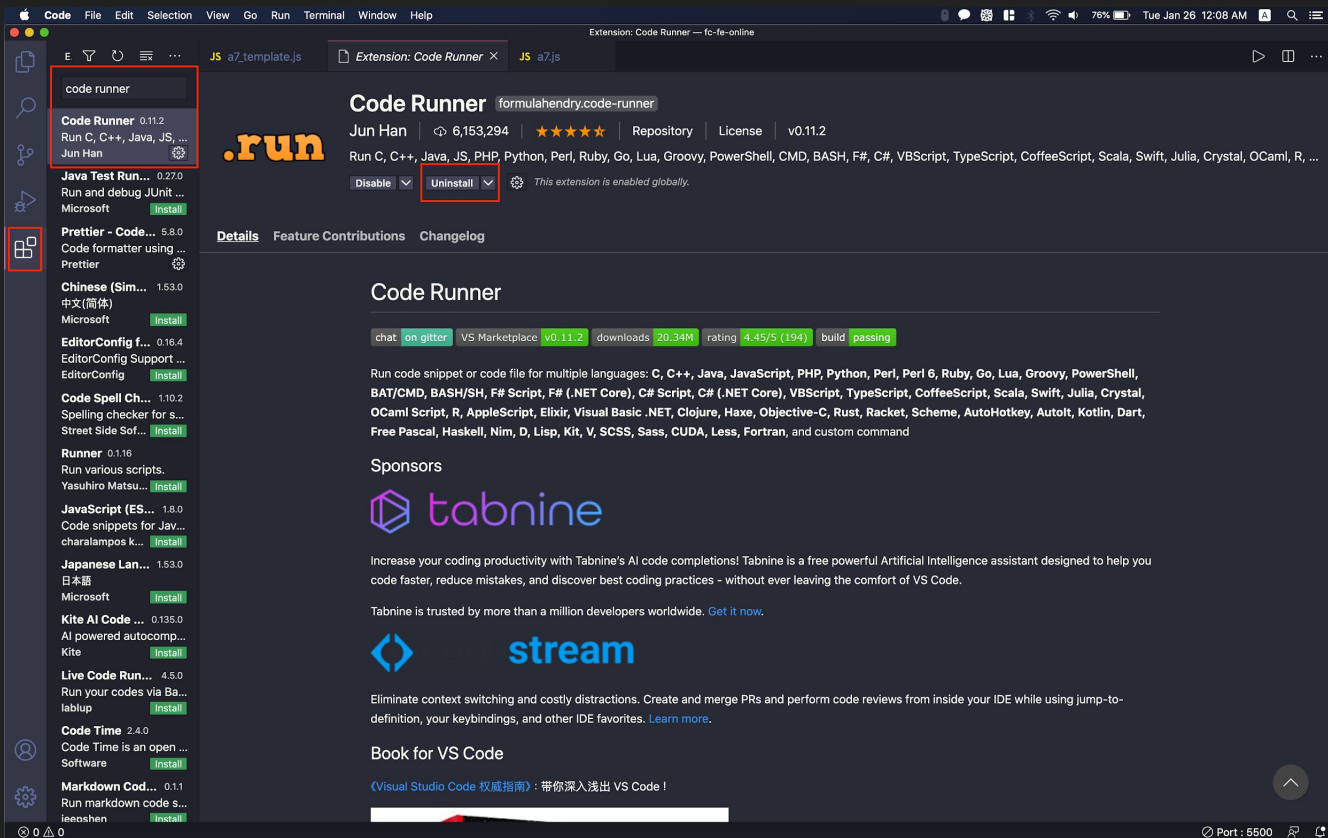 Code File Edit Selection View Go Run Terminal Window Help 76% Tue Jan 26 12:08 AM A
Extension: Code Runner — fc-fe-online
E ...
JS a7_template.js Extension: Code Runner × JS a7.js ...
code runner
Code Runner 0.11.2
Run C, C++, Java, JS, ...
Jun Han
Java Test Run... 0.27.0
Run and debug JUnit ...
Microsoft Install
Prettier - Code... 5.8.0
Code formatter using ...
Prettier
Chinese (Sim... 1.53.0
中文(简体)
Microsoft Install
EditorConfig f... 0.16.4
EditorConfig Support ...
EditorConfig Install
Code Spell Ch... 1.10.2
Spelling checker for s...
Street Side Sof... Install
Runner 0.1.16
Run various scripts.
Yasuhiro Matsu... Install
JavaScript (ES... 1.8.0
Code snippets for Jav...
charalampos k... Install
Japanese Lan... 1.53.0
日本語
Microsoft Install
Kite AI Code ... 0.135.0
AI powered autocomp...
Kite Install
Live Code Run... 4.5.0
Run your codes via Ba...
lablup Install
Code Time 2.4.0
Code Time is an open ...
Software Install
Markdown Cod... 0.1.1
Run markdown code s...
jeepshen Install
.run
Code Runner formulahendry.code-runner
Jun Han 6,153,294 Repository License v0.11.2
Run C, C++, Java, JS, PHP, Python, Perl, Ruby, Go, Lua, Groovy, PowerShell, CMD, BASH, F#, C#, VBScript, TypeScript, CoffeeScript, Scala, Swift, Julia, Crystal, OCaml, R, ...
Disable Uninstall This extension is enabled globally.
Details Feature Contributions Changelog
Code Runner
chat on gitter VS Marketplace v0.11.2 downloads 20.34M rating 4.45/5 (194) build passing
Run code snippet or code file for multiple languages: C, C++, Java, JavaScript, PHP, Python, Perl, Perl 6, Ruby, Go, Lua, Groovy, PowerShell,
BAT/CMD, BASH/SH, F# Script, F# (.NET Core), C# Script, C# (.NET Core), VBScript, TypeScript, CoffeeScript, Scala, Swift, Julia, Crystal,
OCaml Script, R, AppleScript, Elixir, Visual Basic .NET, Clojure, Haxe, Objective-C, Rust, Racket, Scheme, AutoHotkey, AutoIt, Kotlin, Dart,
Free Pascal, Haskell, Nim, D, Lisp, Kit, V, SCSS, Sass, CUDA, Less, Fortran, and custom command
Sponsors
tabnine
Increase your coding productivity with Tabnine's AI code completions! Tabnine is a free powerful Artificial Intelligence assistant designed to help you
code faster, reduce mistakes, and discover best coding practices - without ever leaving the comfort of VS Code.
Tabnine is trusted by more than a million developers worldwide. Get it now.
stream
Eliminate context switching and costly distractions. Create and merge PRs and perform code reviews from inside your IDE while using jump-to-
definition, your keybindings, and other IDE favorites. Learn more.
Book for VS Code
《Visual Studio Code 权威指南》: 带你深入浅出 VS Code !
0 0 Port : 5500